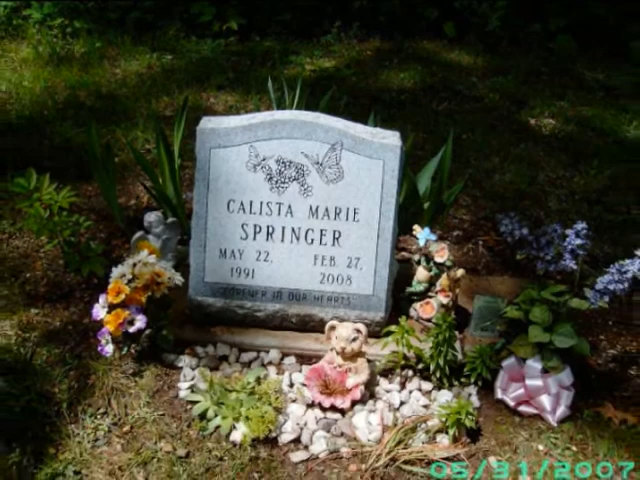 CALISTA MARIE
SPRINGER
MAY 22, FEB. 27,
1991 2008
FOREVER IN OUR HEARTS
05/31/2007